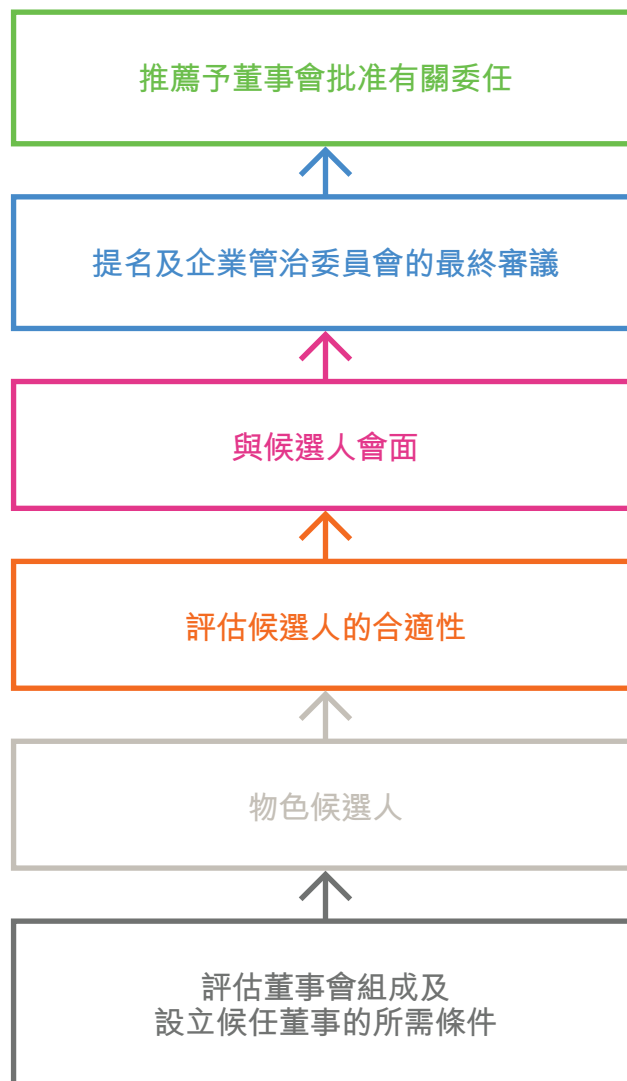 推薦予董事會批准有關委任
提名及企業管治委員會的最終審議
與候選人會面
評估候選人的合適性
物色候選人
評估董事會組成及
設立候任董事的所需條件